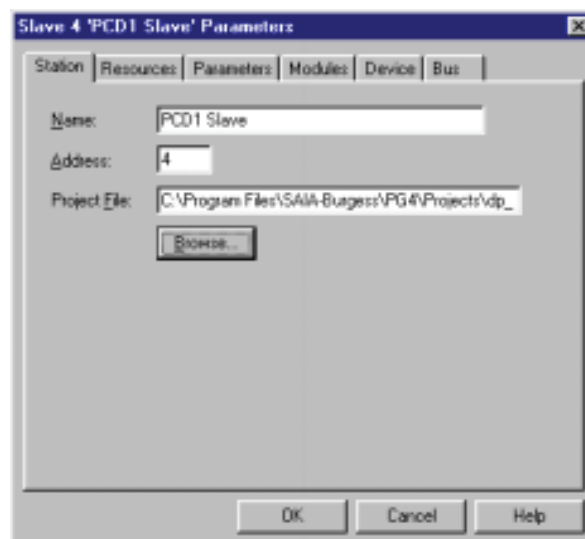 Slave 4 'PCD1 Slave' Parameters
Station Resources Parameters Modules Device Bus
Name: PCD1 Slave
Address: 4
Project File: C:\Program Files\SAIA-Burgess\PG4\Projects\dp_
Browse...
OK Cancel Help